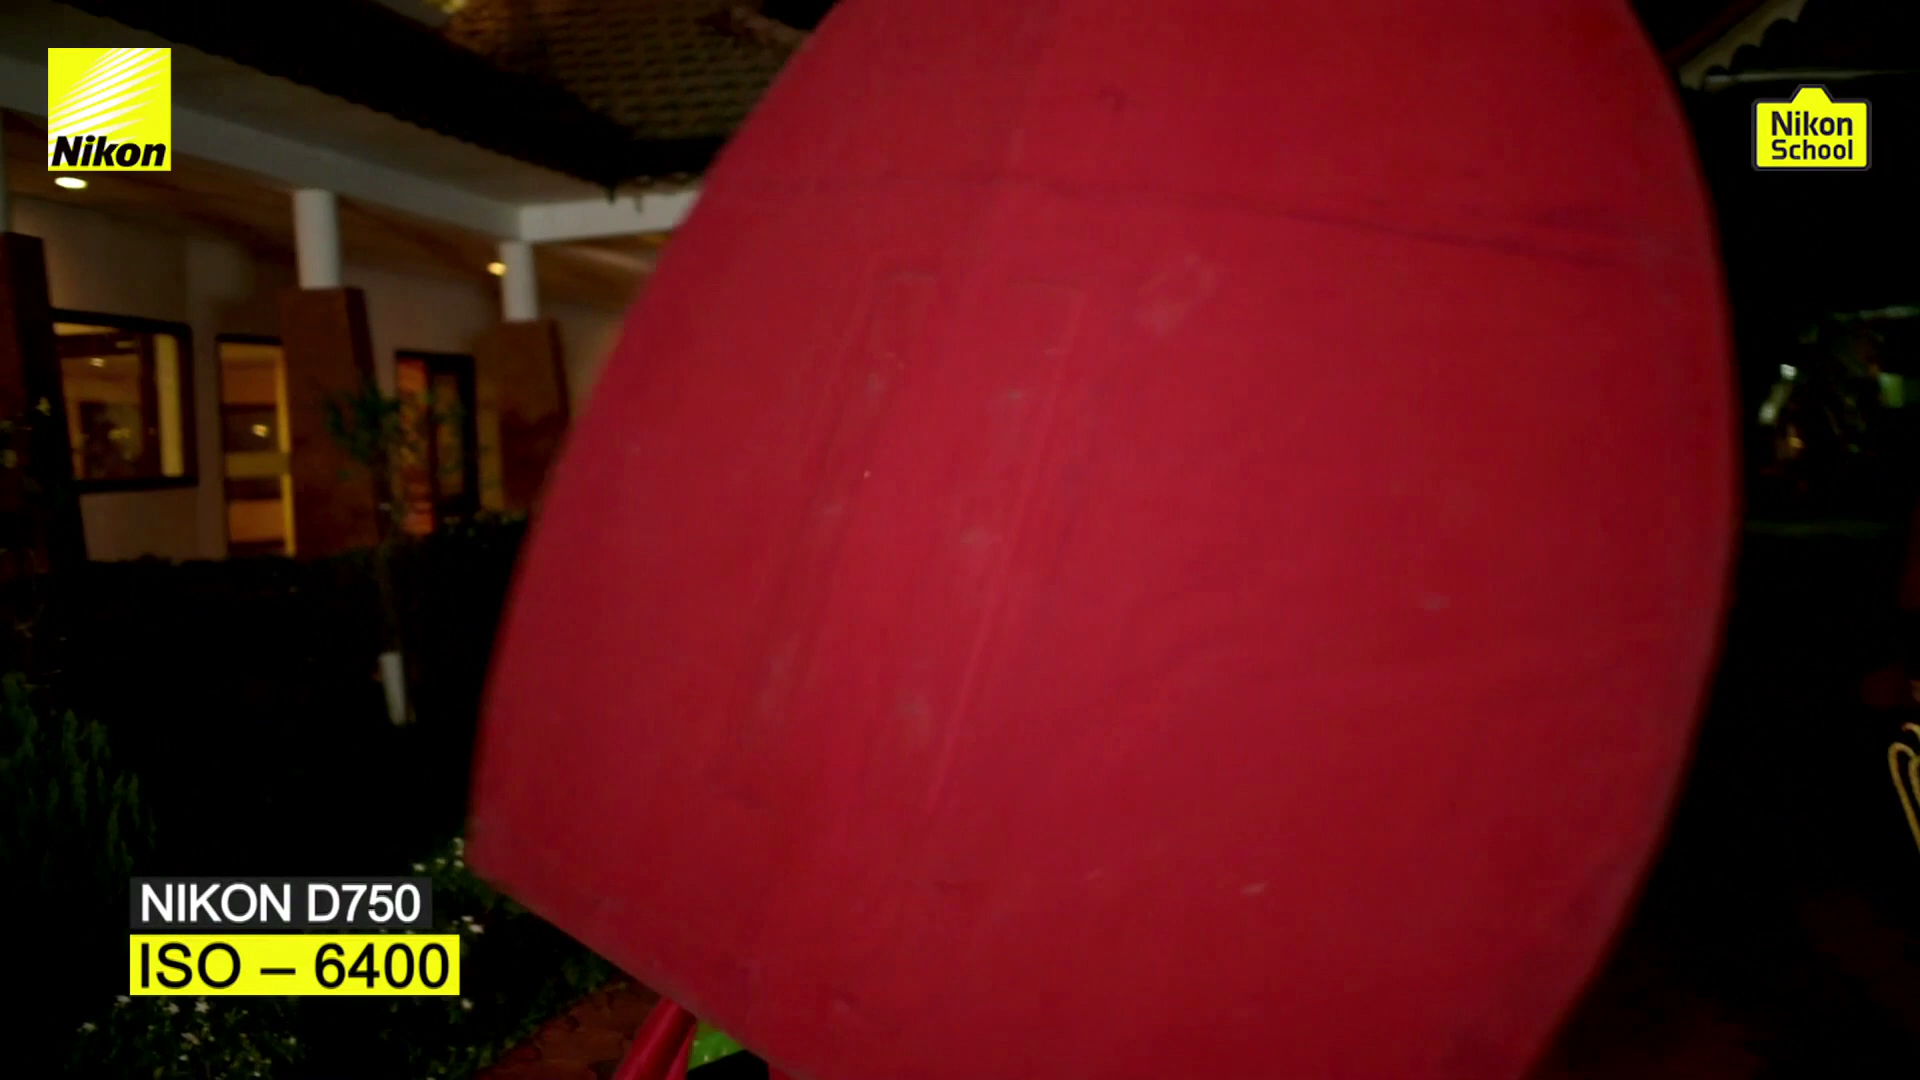 Nikon
Nikon
School
NIKON D750
ISO – 6400